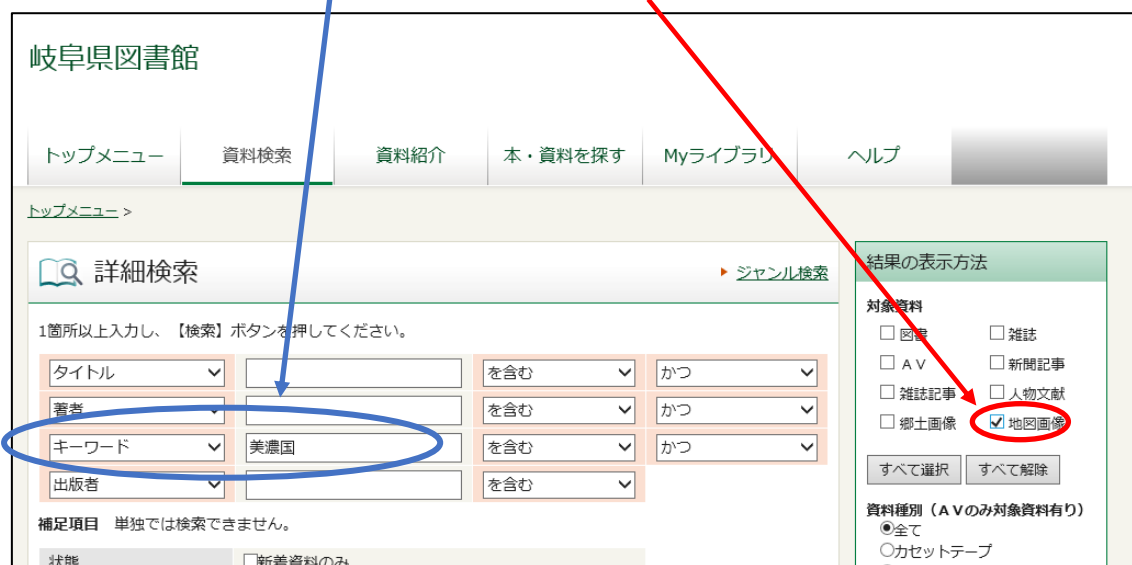 岐阜県図書館
トップメニュー 資料検索 資料紹介 本・資料を探す Myライブラリ ヘルプ
トップメニュー >
詳細検索 ジャンル検索
1箇所以上入力し、【検索】ボタンを押してください。
タイトル を含む かつ
著者 を含む かつ
キーワード 美濃国 を含む かつ
出版者 を含む
補足項目 単独では検索できません。
状態 新着資料のみ
結果の表示方法
対象資料
図書 雑誌
AV 新聞記事
雑誌記事 人物文献
郷土画像 地図画像
すべて選択 すべて解除
資料種別（AVのみ対象資料有り）
全て
カセットテープ